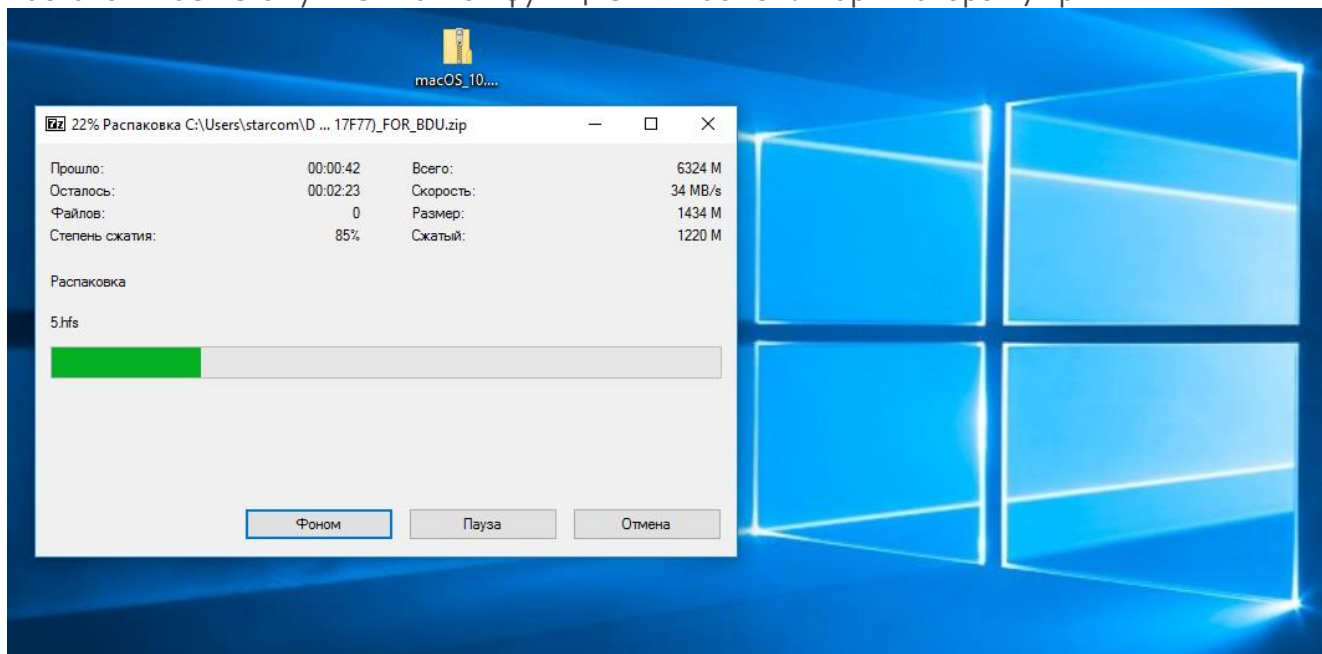 macOS_10....
22% Распаковка C:\Users\starcom\D ... 17F77)_FOR_BDU.zip
Прошло: 00:00:42 Всего: 6324 M
Осталось: 00:02:23 Скорость: 34 MB/s
Файлов: 0 Размер: 1434 M
Степень сжатия: 85% Сжатый: 1220 M
Распаковка
5.hfs
Фоном Пауза Отмена